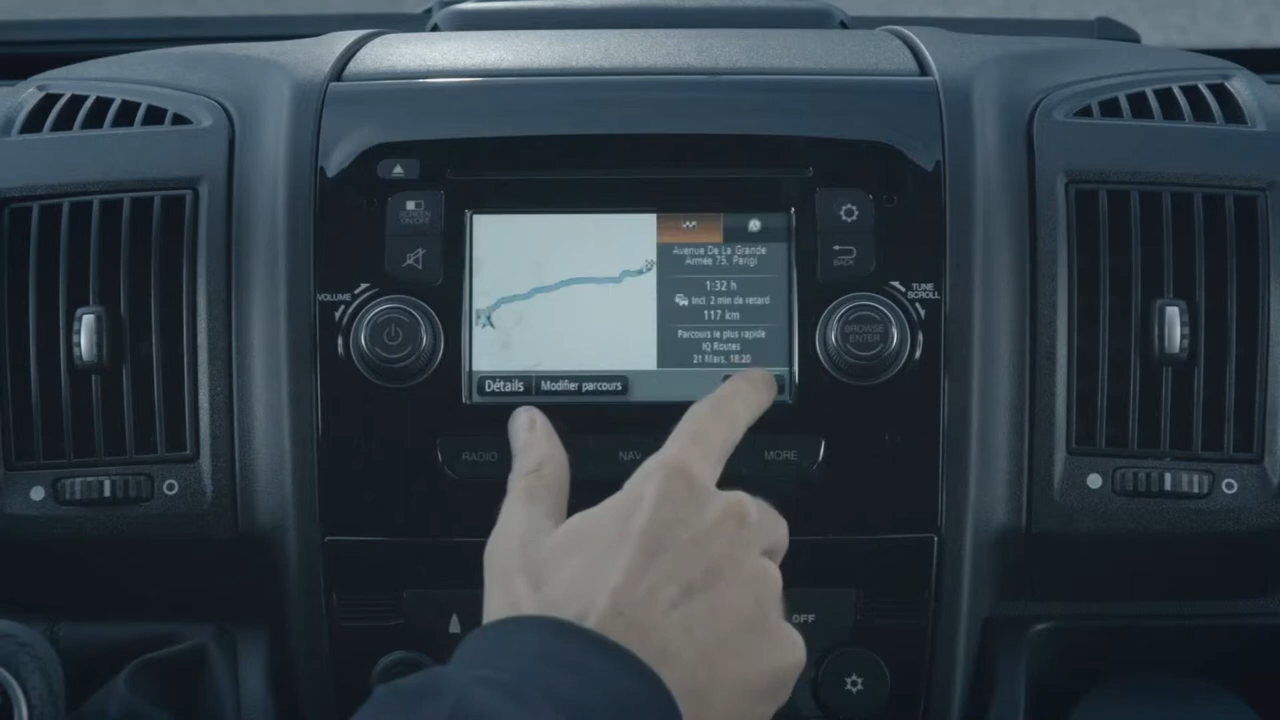 SCREEN
ON/OFF
VOLUME
Avenue De La Grande
Armée 75, Parigi
1:32 h
Incl. 2 min de retard
117 km
Parcours le plus rapide
IQ Routes
21 Mars, 18:20
Détails
Modifier parcours
BACK
TUNE
SCROLL
BROWSE
ENTER
RADIO
NAV
MORE
OFF